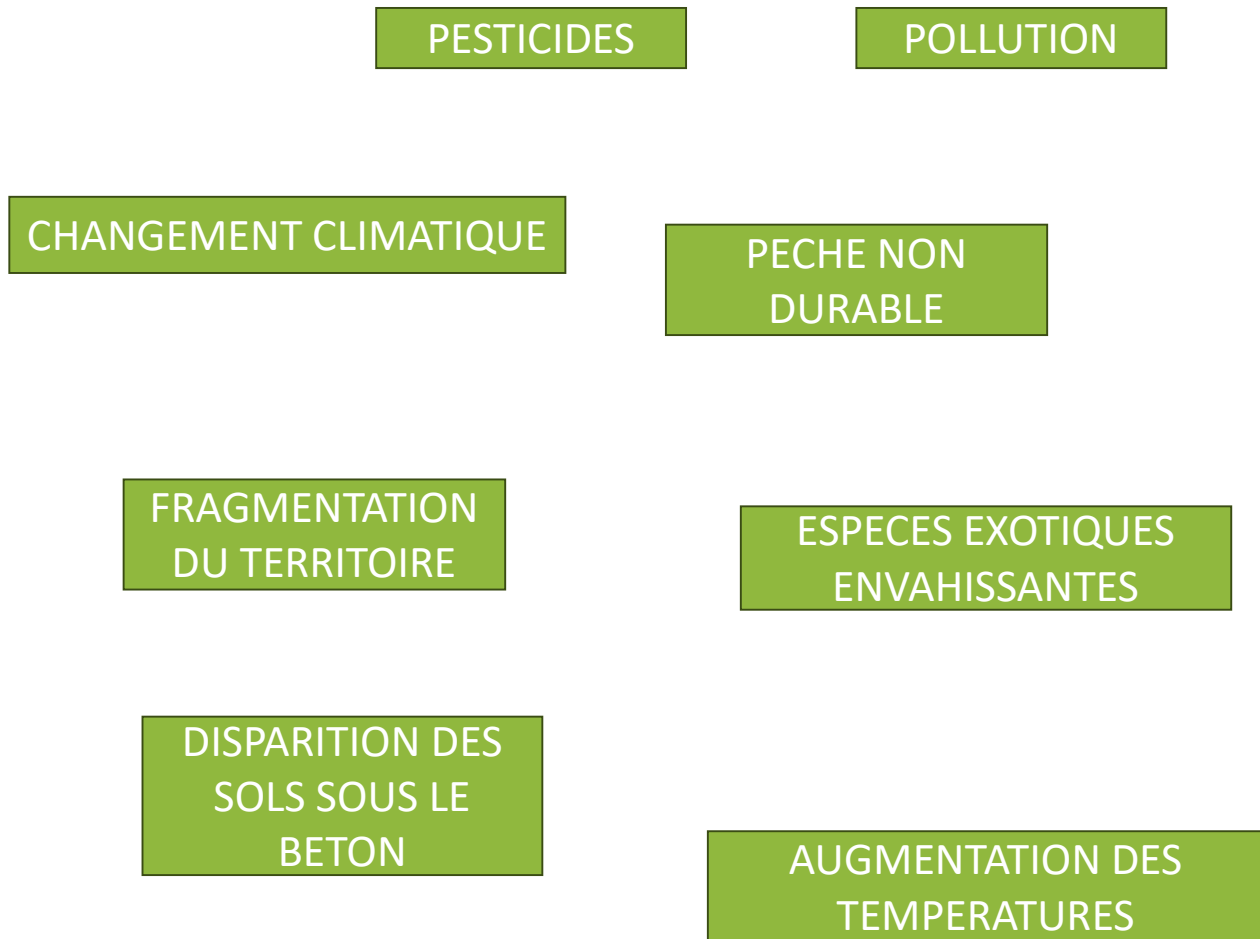 PESTICIDES
POLLUTION
CHANGEMENT CLIMATIQUE
PECHE NON
DURABLE
FRAGMENTATION
DU TERRITOIRE
ESPECES EXOTIQUES
ENVAHISSANTES
DISPARITION DES
SOLS SOUS LE
BETON
AUGMENTATION DES
TEMPERATURES